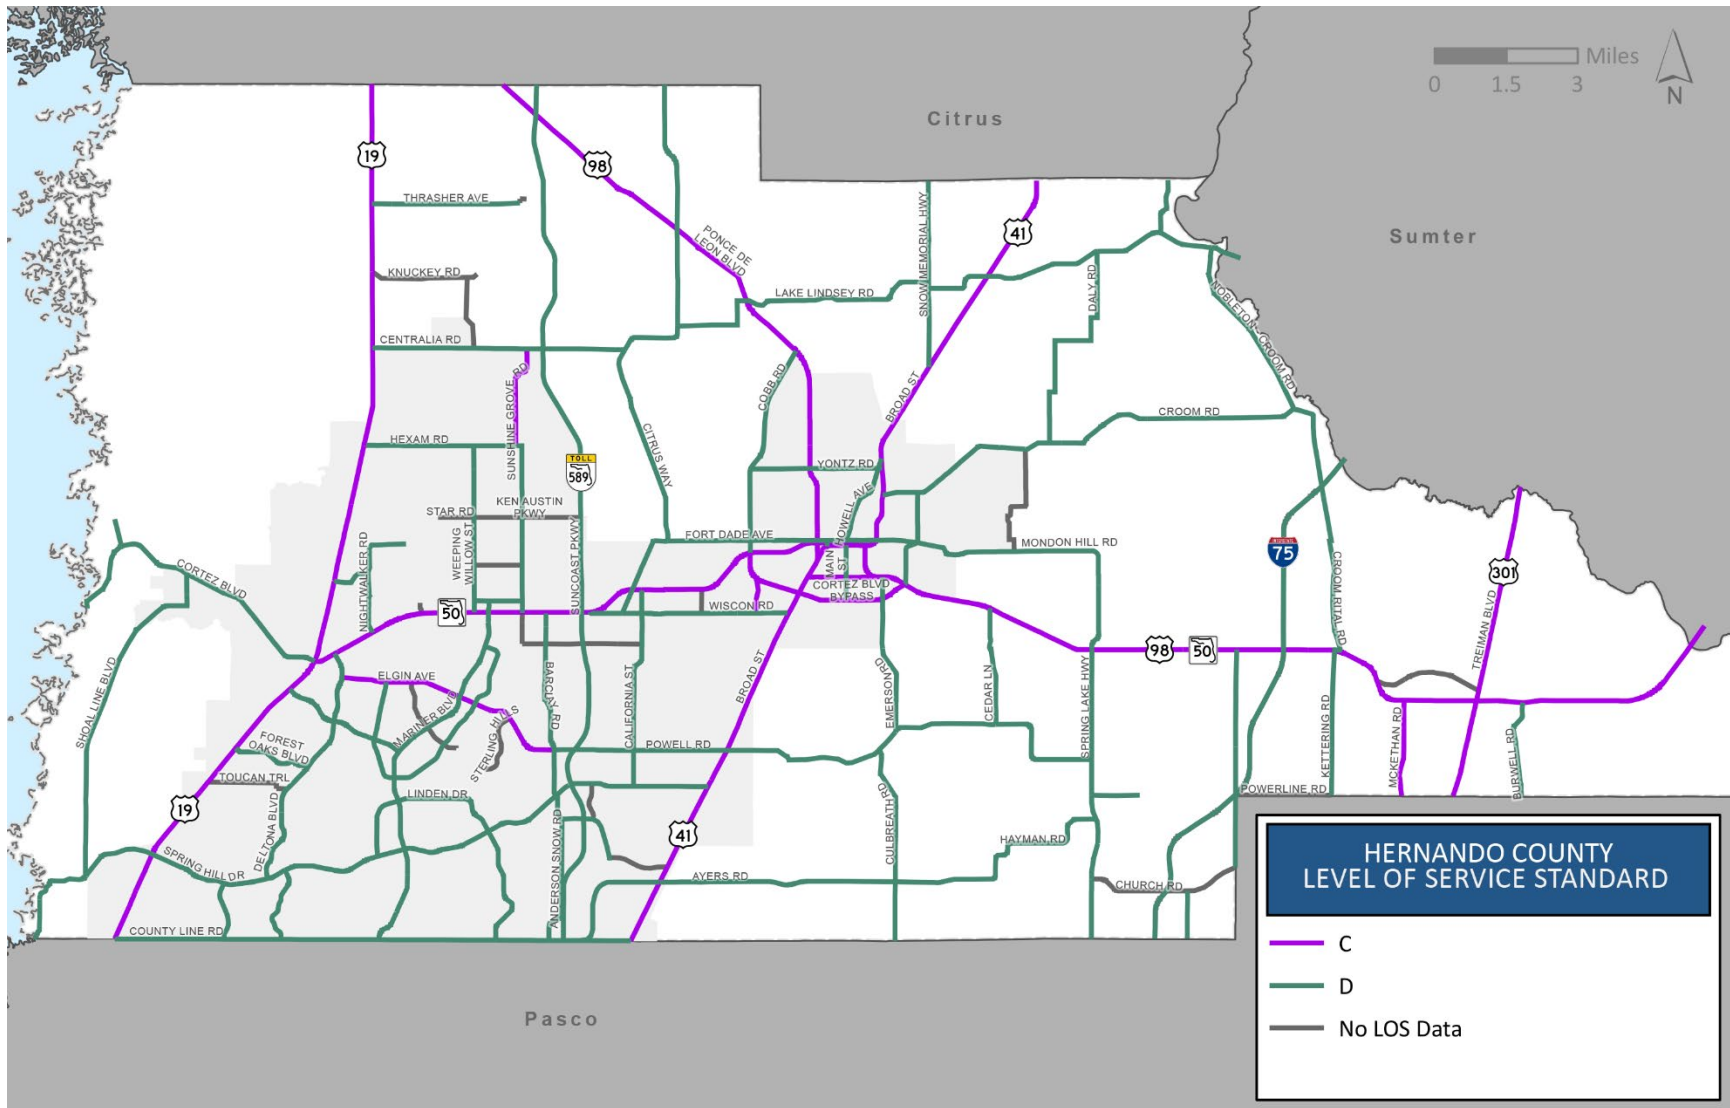 Miles
0 1.5 3
N
Citrus
Sumter
19
98
THRASHER AVE
PONCE DE
LEON BLVD
SNOW MEMORIAL HWY
41
KNUCKEY RD
LAKE LINDSEY RD
DALY RD
NOBLETON CROOM RD
CENTRALIA RD
SUNSHINE GROVE RD
COBB RD
BROAD ST
CROOM RD
HEXAM RD
CITRUS WAY
TOLL
589
YONTZ RD
KEN AUSTIN
PKWY
STAR RD
HOWELL AVE
WEEPING
WILLOW ST
NIGHTWALKER RD
SUNCOAST PKWY
FORT DADE AVE
MAIN
ST
MONDON HILL RD
75
CROOM RITAL RD
301
CORTEZ BLVD
CORTEZ BLVD
BYPASS
50
WISCON RD
TREIMAN BLVD
98
50
SHOAL LINE BLVD
ELGIN AVE
BARCLAY RD
CALIFORNIA ST
BROAD ST
EMERSON RD
CEDAR LN
SPRING LAKE HWY
KETTERING RD
MCKETHAN RD
BURWELL RD
MARINER BLVD
STERLING HILLS
FOREST
OAKS BLVD
POWELL RD
TOUCAN TRL
LINDEN DR
POWERLINE RD
19
DELTONA BLVD
ANDERSON SNOW RD
41
CULBREATH RD
HAYMAN RD
SPRING HILL DR
AYERS RD
CHURCH RD
COUNTY LINE RD
Pasco
HERNANDO COUNTY
LEVEL OF SERVICE STANDARD
C
D
No LOS Data